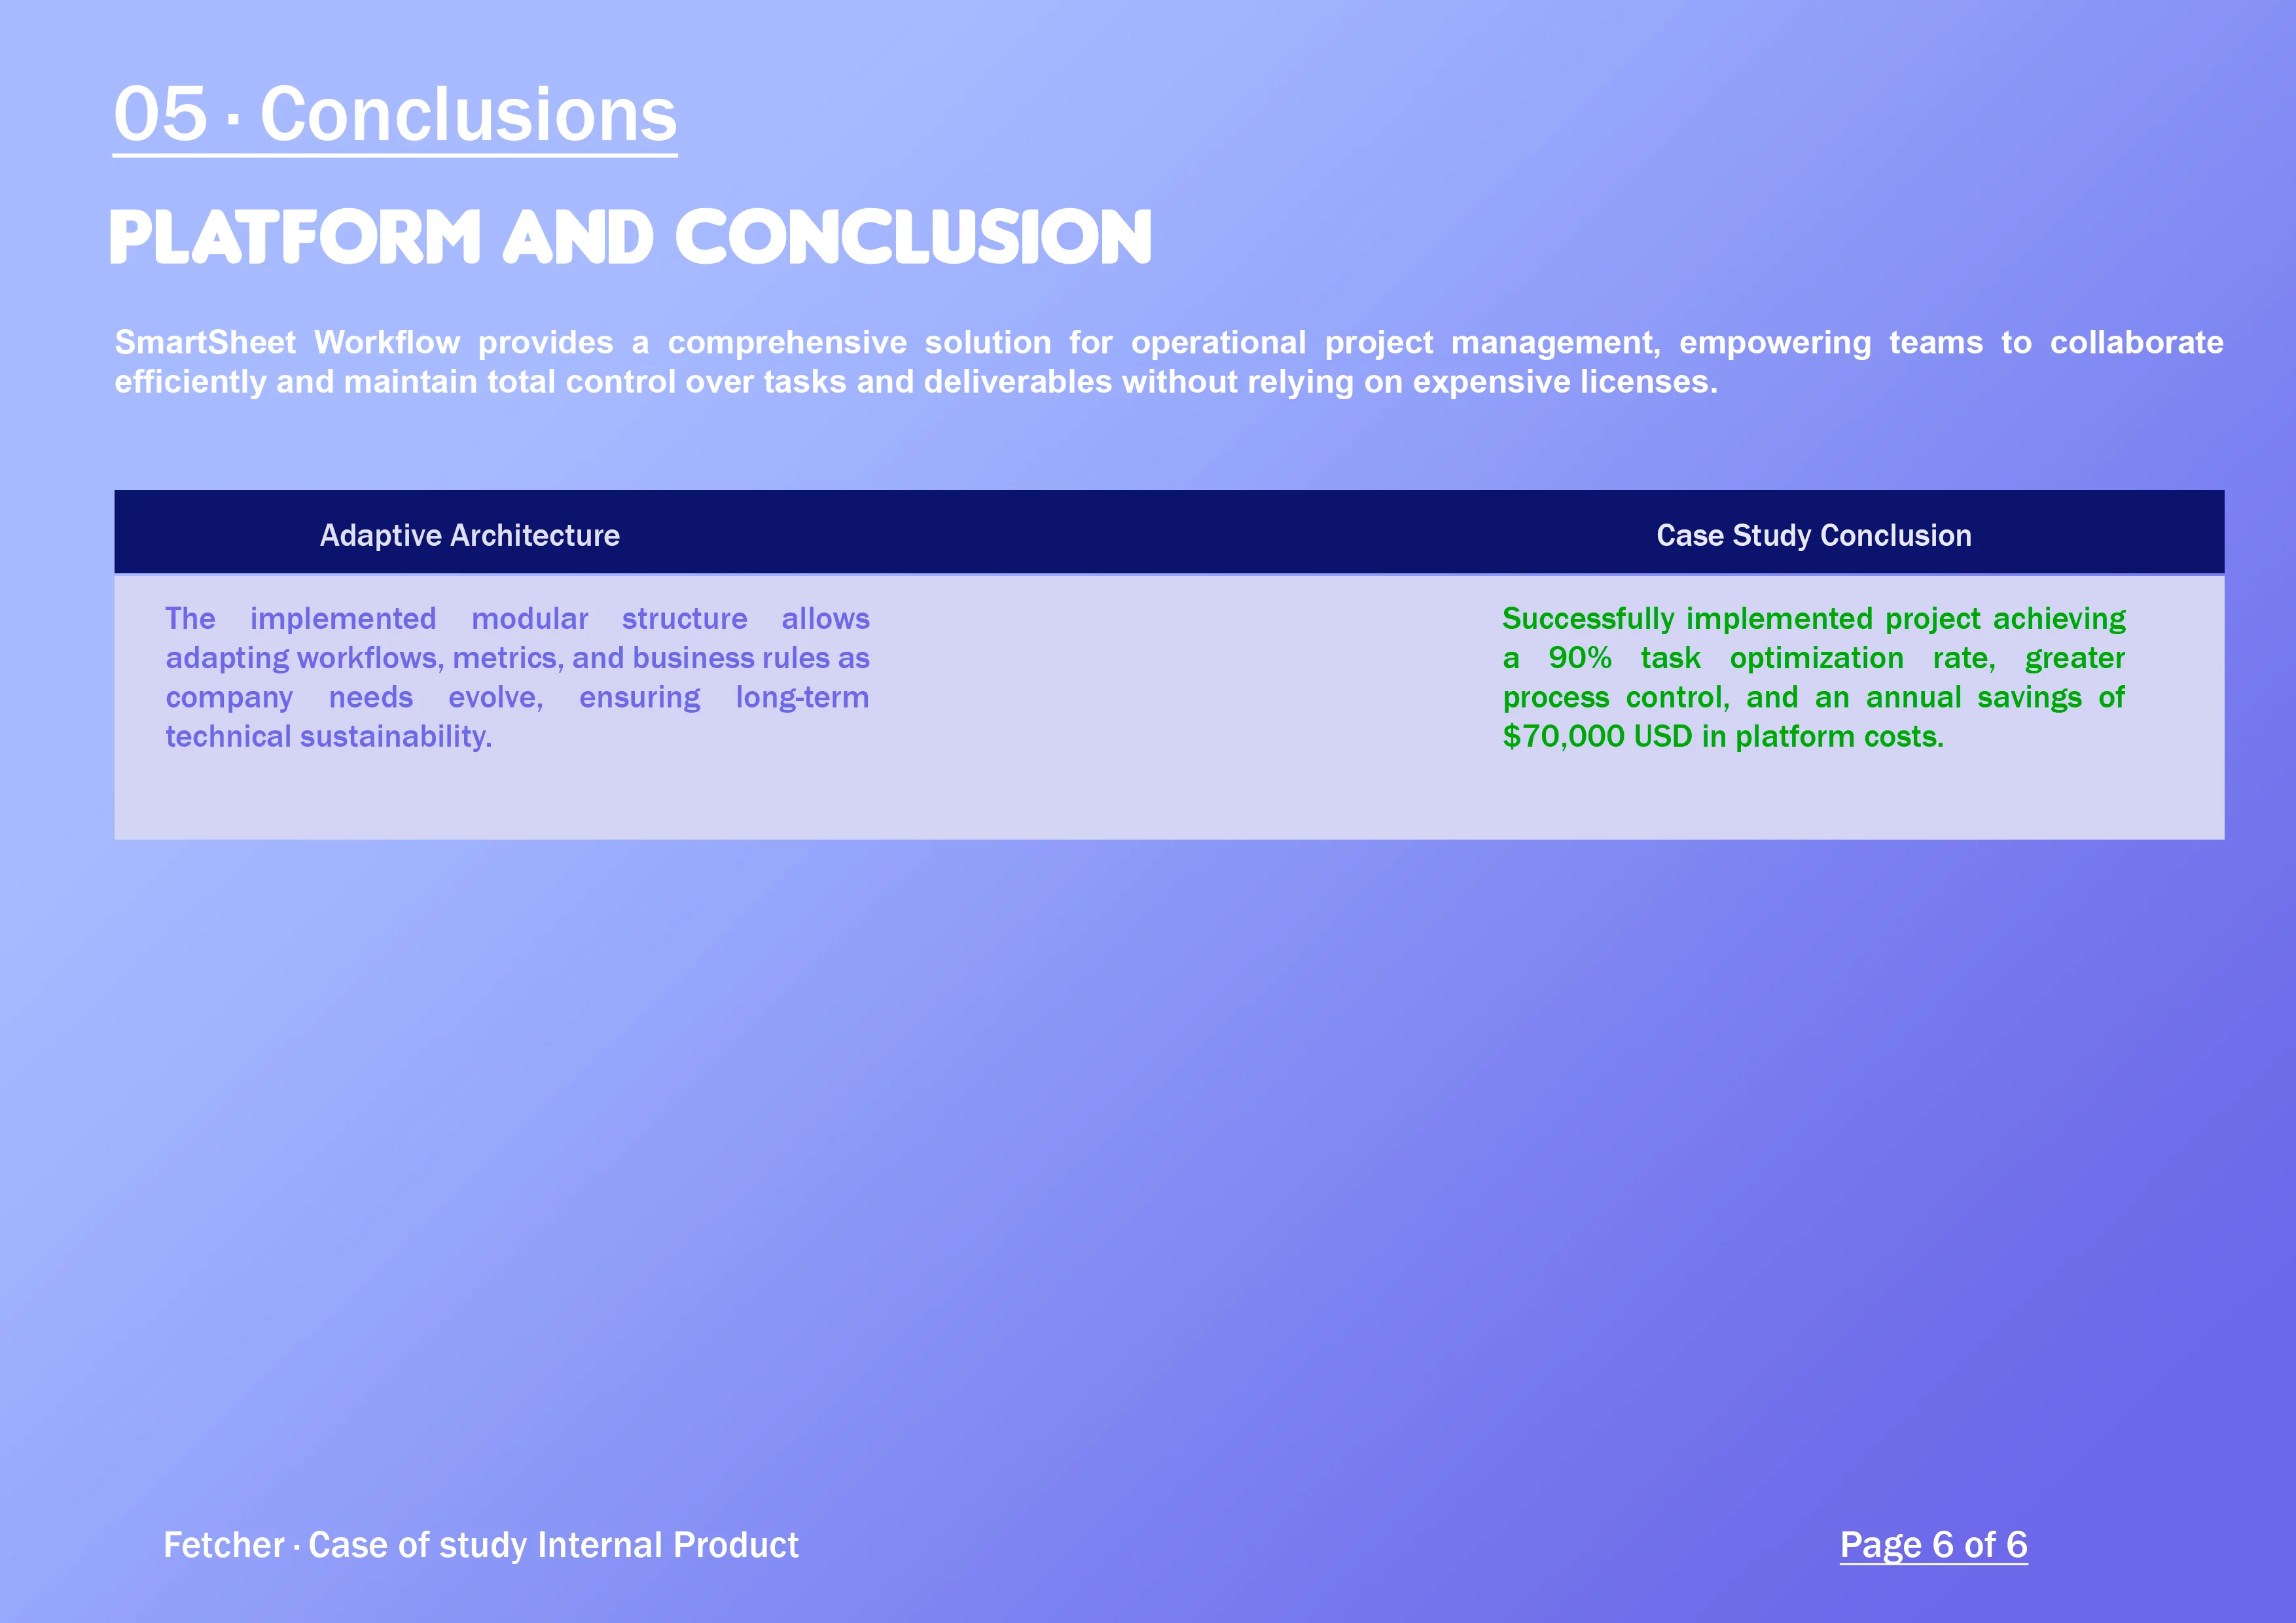 05 · Conclusions
PLATFORM AND CONCLUSION
SmartSheet Workflow provides a comprehensive solution for operational project management, empowering teams to collaborate
efficiently and maintain total control over tasks and deliverables without relying on expensive licenses.
Adaptive Architecture
The implemented modular structure allows
adapting workflows, metrics, and business rules as
company needs evolve, ensuring long-term
technical sustainability.
Case Study Conclusion
Successfully implemented project achieving
a 90% task optimization rate, greater
process control, and an annual savings of
$70,000 USD in platform costs.
Fetcher · Case of study Internal Product
Page 6 of 6